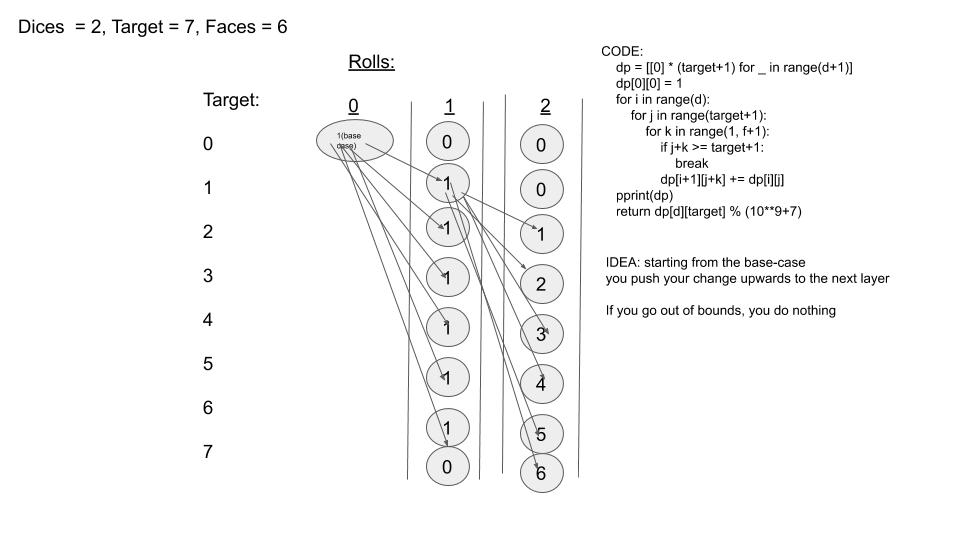 Dices  = 2, Target = 7, Faces = 6
Rolls:
Target:
0
1
2
0
1(base
case)
0
0
1
1
0
2
1
1
3
1
2
4
1
3
5
1
4
6
1
5
7
0
6
CODE:
dp = [[0] * (target+1) for _ in range(d+1)]
dp[0][0] = 1
for i in range(d):
for j in range(target+1):
for k in range(1, f+1):
if j+k >= target+1:
break
dp[i+1][j+k] += dp[i][j]
pprint(dp)
return dp[d][target] % (10**9+7)
IDEA: starting from the base-case
you push your change upwards to the next layer
If you go out of bounds, you do nothing